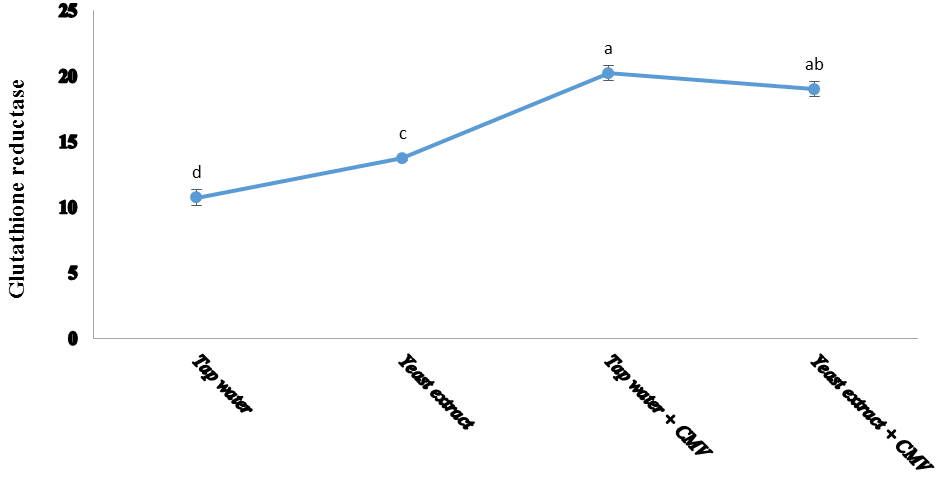 Glutathione reductase
25
20
15
10
5
0
d
c
a
ab
Tap water
Yeast extract
Tap water + CMV
Yeast extract + CMV